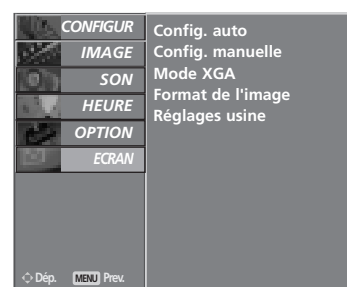 CONFIGUR
IMAGE
SON
HEURE
OPTION
ECRAN
Config. auto
Config. manuelle
Mode XGA
Format de l'image
Réglages usine
Dép. MENU Prev.